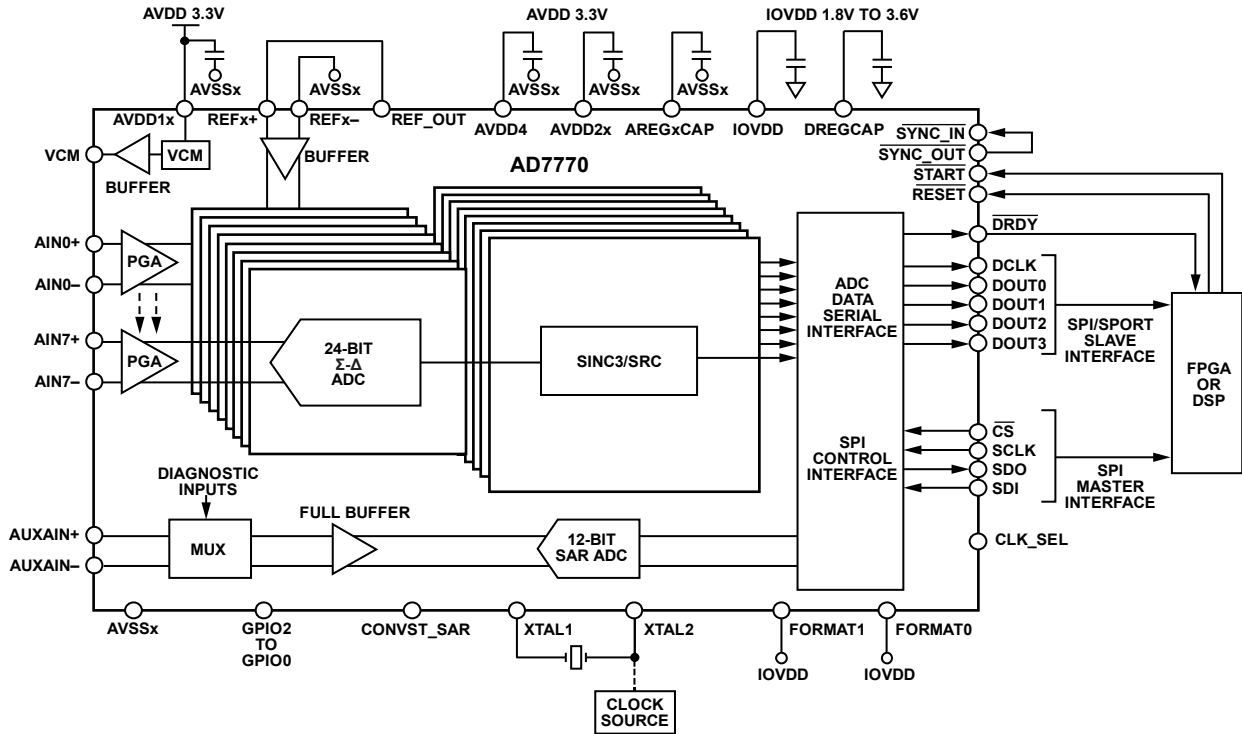 AVDD 3.3V
AVDD 3.3V
IOVDD 1.8V TO 3.6V
AVSSx
AVSSx
AVSSx
AVSSx
AVSSx
AVDD1x
REFx+
REFx–
REF_OUT
AVDD4
AVDD2x
AREGxCAP
IOVDD
DREGCAP
SYNC_IN
SYNC_OUT
START
RESET
VCM
VCM
BUFFER
BUFFER
AD7770
AIN0+
AIN0–
PGA
AIN7+
AIN7–
PGA
24-BIT
Σ-Δ
ADC
SINC3/SRC
ADC
DATA
SERIAL
INTERFACE
DRDY
DCLK
DOUT0
DOUT1
DOUT2
DOUT3
SPI/SPORT
SLAVE
INTERFACE
FPGA
OR
DSP
SPI
CONTROL
INTERFACE
CS
SCLK
SDO
SDI
SPI
MASTER
INTERFACE
DIAGNOSTIC
INPUTS
AUXAIN+
AUXAIN–
MUX
FULL BUFFER
12-BIT
SAR ADC
CLK_SEL
AVSSx
GPIO2
TO
GPIO0
CONVST_SAR
XTAL1
XTAL2
FORMAT1
FORMAT0
IOVDD
IOVDD
CLOCK
SOURCE